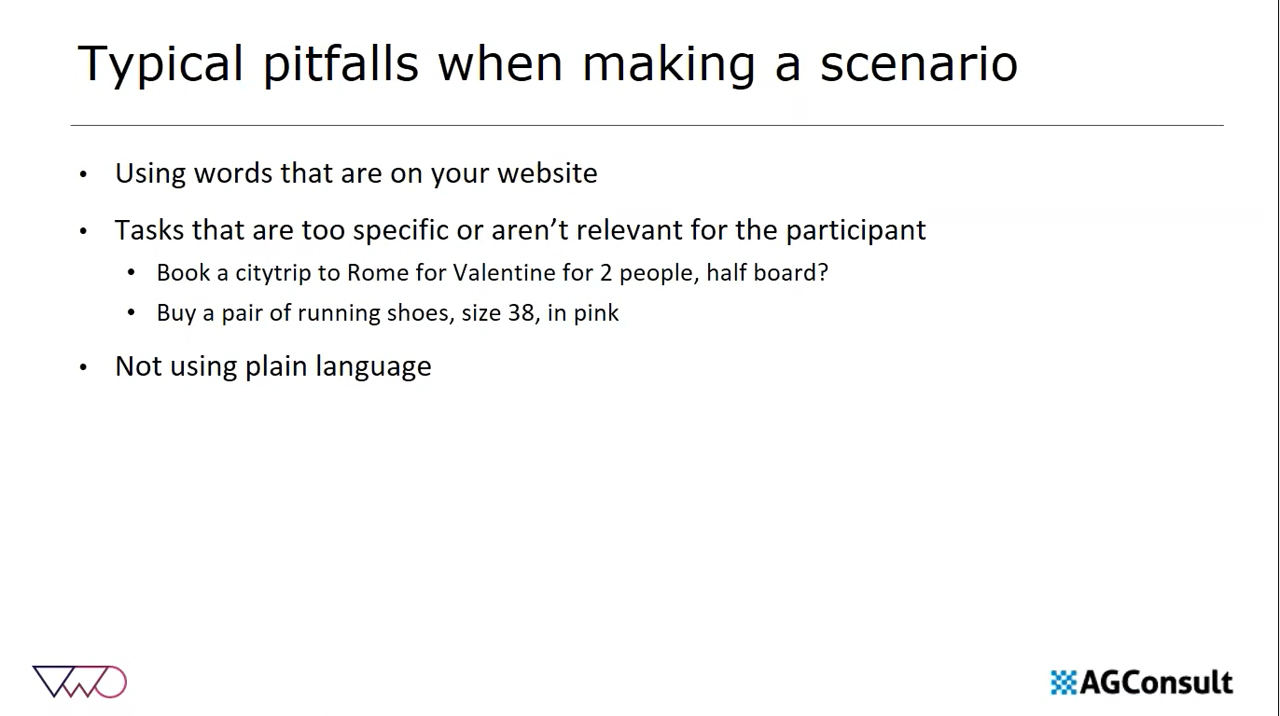 Typical pitfalls when making a scenario
• Using words that are on your website
• Tasks that are too specific or aren’t relevant for the participant
• Book a citytrip to Rome for Valentine for 2 people, half board?
• Buy a pair of running shoes, size 38, in pink
• Not using plain language
VWO
AGConsult